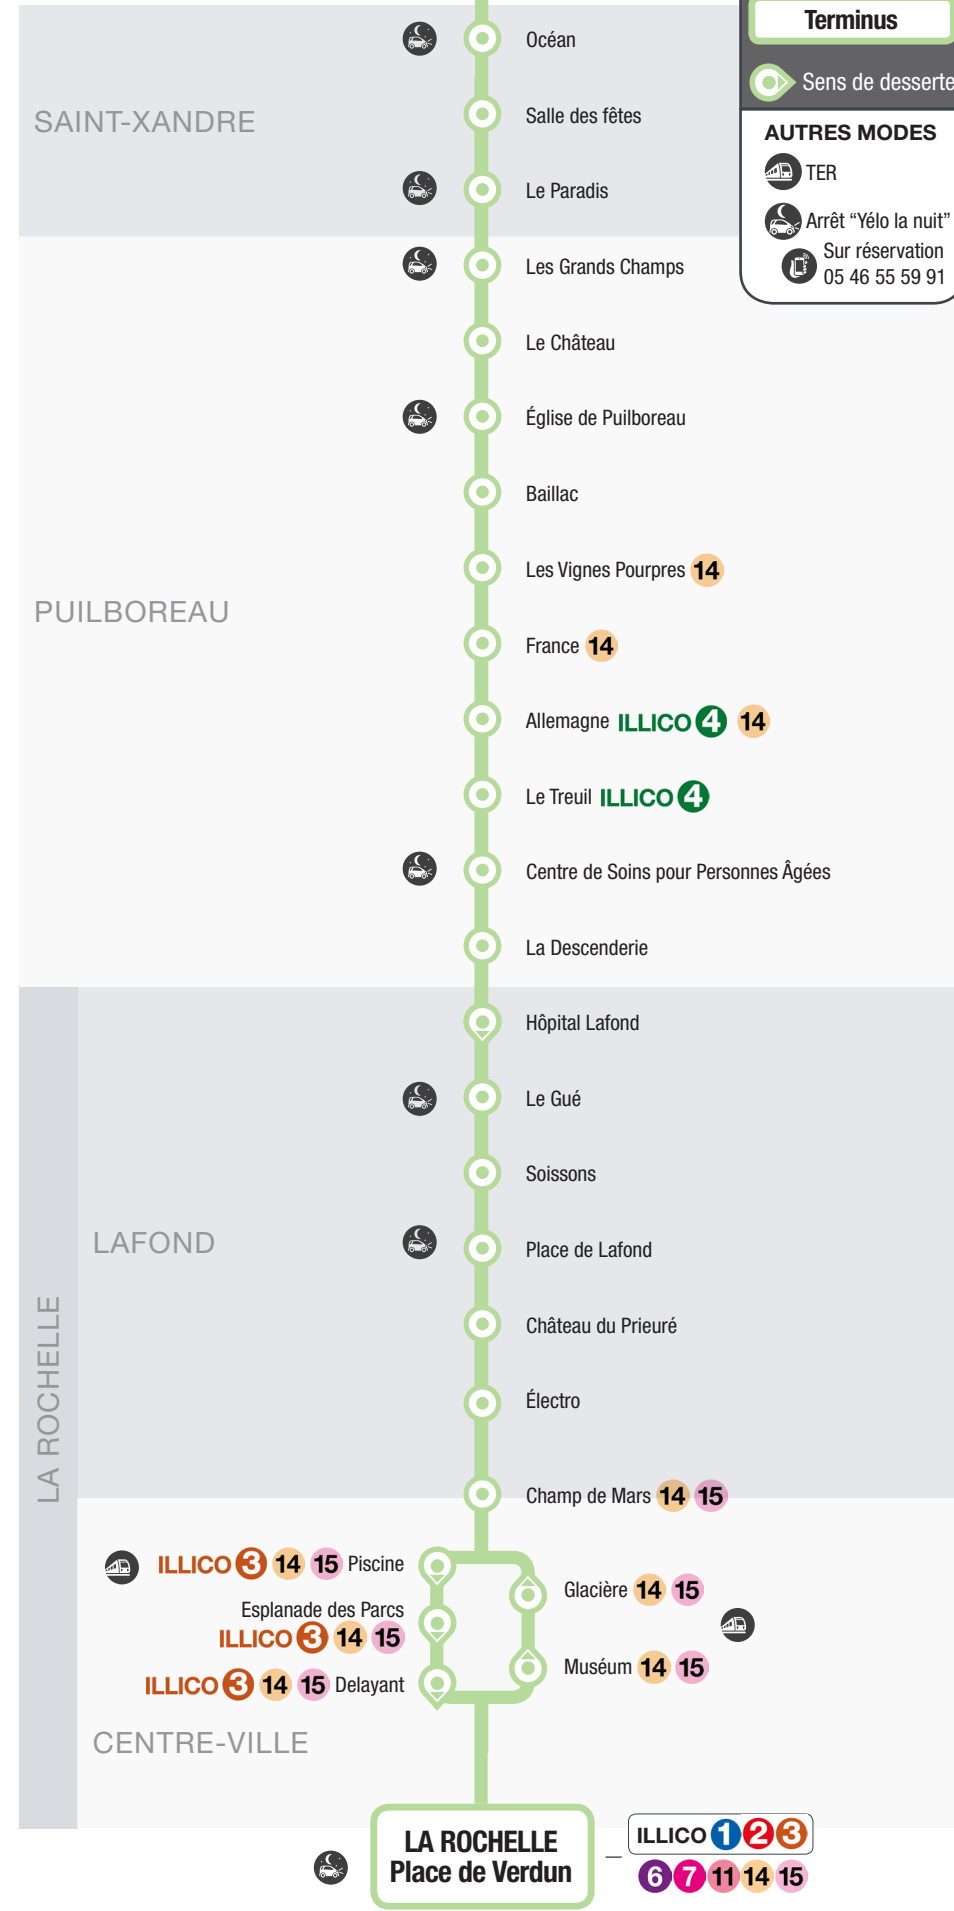 Terminus
Sens de desserte
AUTRES MODES
TER
Arrêt “Yélo la nuit”
Sur réservation
05 46 55 59 91
SAINT-XANDRE
Océan
Salle des fêtes
Le Paradis
PUILBOREAU
Les Grands Champs
Le Château
Église de Puilboreau
Baillac
Les Vignes Pourpres 14
France 14
Allemagne ILLICO 4 14
Le Treuil ILLICO 4
Centre de Soins pour Personnes Âgées
La Descenderie
LA ROCHELLE
LAFOND
Hôpital Lafond
Le Gué
Soissons
Place de Lafond
Château du Prieuré
Électro
Champ de Mars 14 15
ILLICO 3 14 15 Piscine
Glacière 14 15
Esplanade des Parcs
ILLICO 3 14 15
Muséum 14 15
ILLICO 3 14 15 Delayant
CENTRE-VILLE
LA ROCHELLE
Place de Verdun
ILLICO 1 2 3
6 7 11 14 15